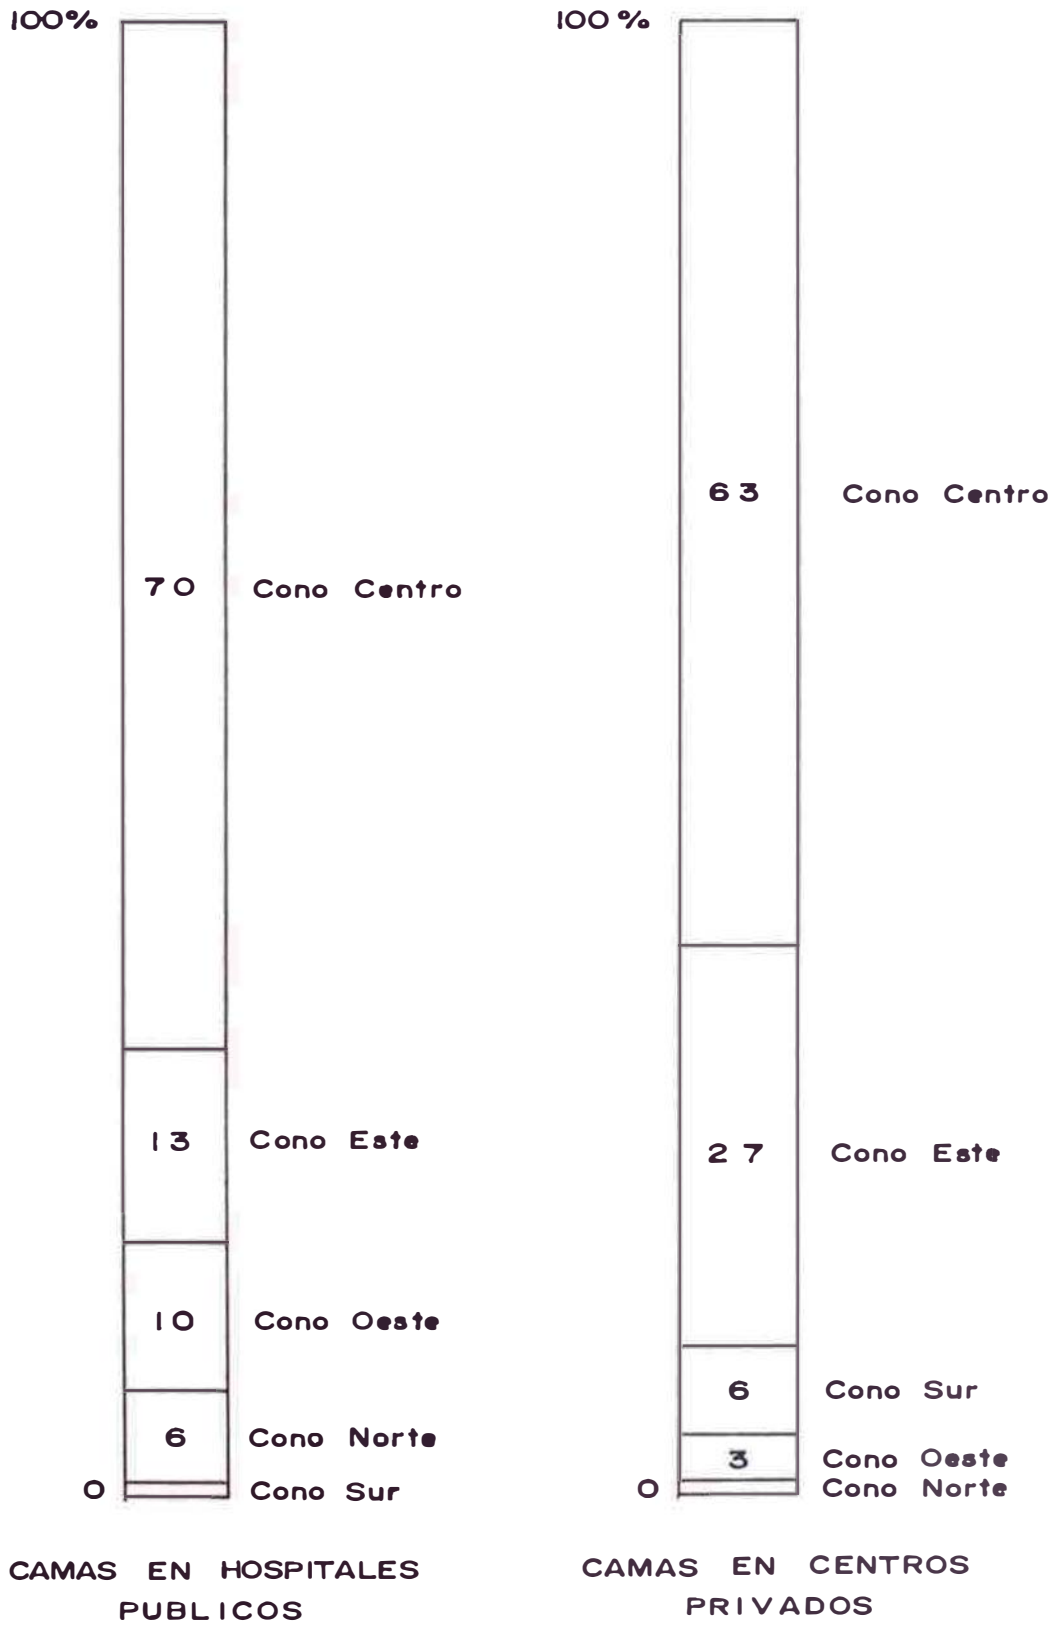 100%
70 Cono Centro
13 Cono Este
10 Cono Oeste
6 Cono Norte
0 Cono Sur
CAMAS EN HOSPITALES
PUBLICOS
100%
63 Cono Centro
27 Cono Este
6 Cono Sur
3 Cono Oeste
0 Cono Norte
CAMAS EN CENTROS
PRIVADOS